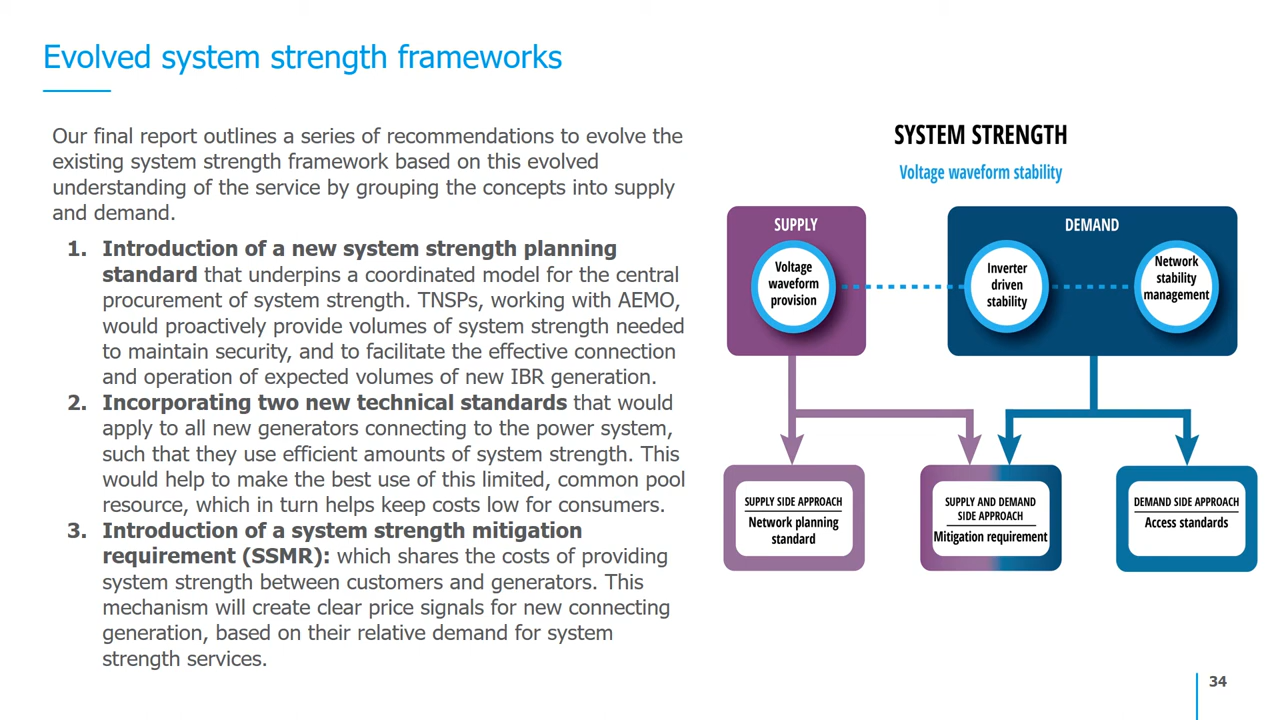 Evolved system strength frameworks
Our final report outlines a series of recommendations to evolve the
existing system strength framework based on this evolved
understanding of the service by grouping the concepts into supply
and demand.
1. Introduction of a new system strength planning
standard that underpins a coordinated model for the central
procurement of system strength. TNSPs, working with AEMO,
would proactively provide volumes of system strength needed
to maintain security, and to facilitate the effective connection
and operation of expected volumes of new IBR generation.
2. Incorporating two new technical standards that would
apply to all new generators connecting to the power system,
such that they use efficient amounts of system strength. This
would help to make the best use of this limited, common pool
resource, which in turn helps keep costs low for consumers.
3. Introduction of a system strength mitigation
requirement (SSMR): which shares the costs of providing
system strength between customers and generators. This
mechanism will create clear price signals for new connecting
generation, based on their relative demand for system
strength services.
SYSTEM STRENGTH
Voltage waveform stability
SUPPLY
Voltage
waveform
provision
DEMAND
Inverter
driven
stability
Network
stability
management
SUPPLY SIDE APPROACH
Network planning
standard
SUPPLY AND DEMAND
SIDE APPROACH
Mitigation requirement
DEMAND SIDE APPROACH
Access standards
34